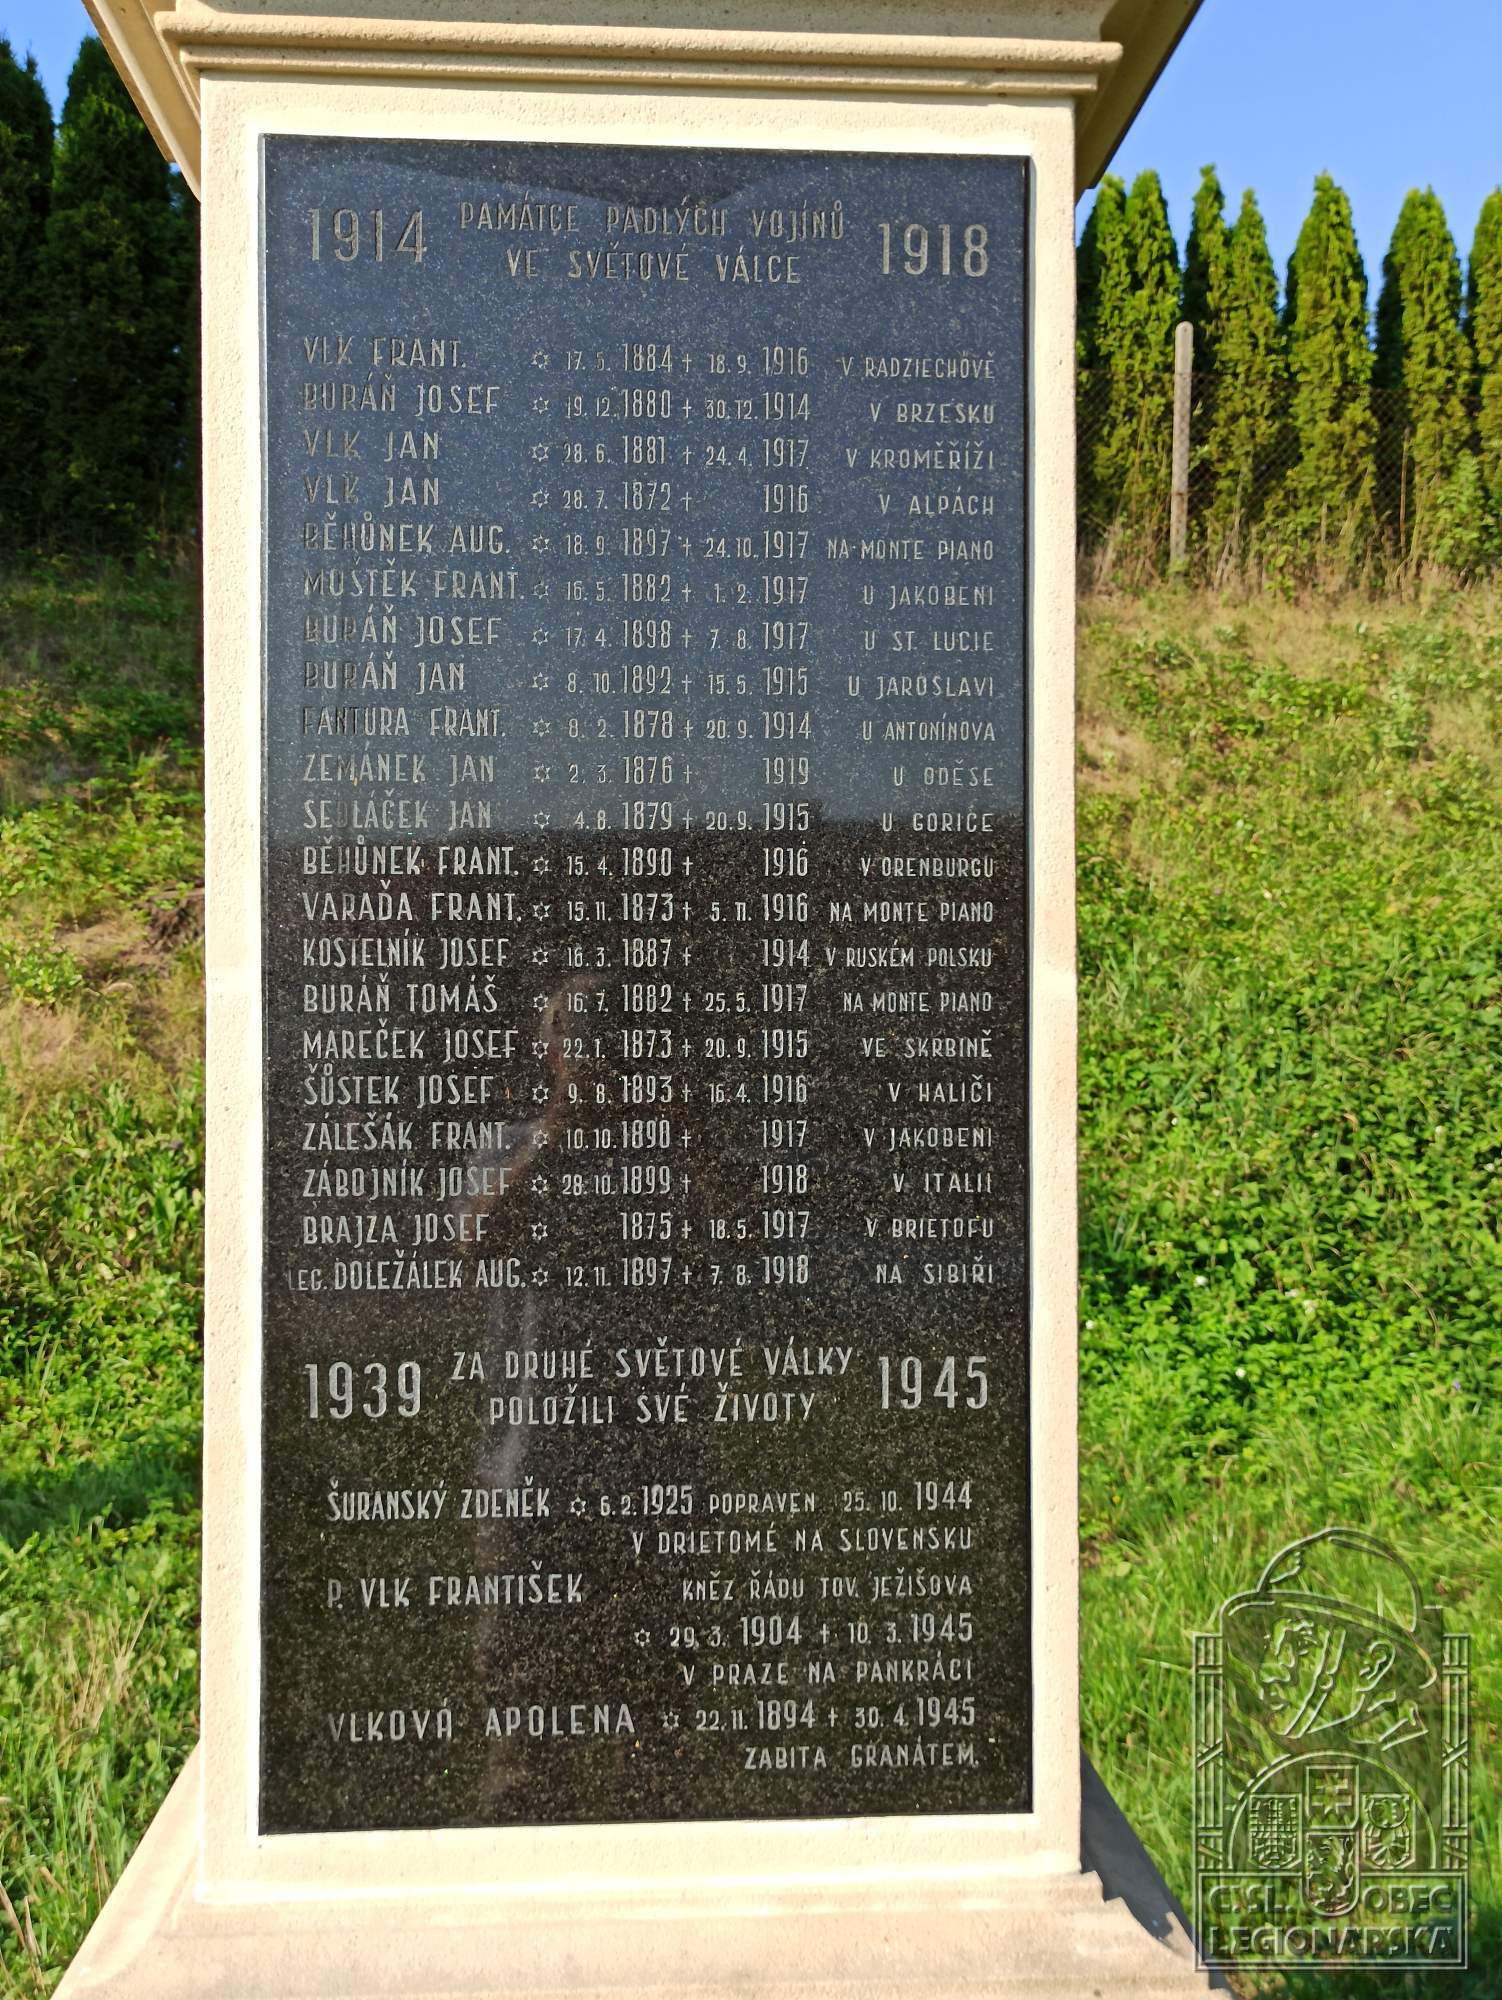 1914 PAMÁTCE PADLÝCH VOJÍNŮ 1918
VE SVĚTOVÉ VÁLCE
VLK FRANT. ✡ 17. 5. 1884 + 18. 9. 1916 V RADZIECHOVĚ
BURÁŇ JOSEF ✡ 19. 12. 1880 + 30. 12. 1914 V BRZESKU
VLK JAN ✡ 28. 6. 1881 + 24. 4. 1917 V KROMĚŘÍŽI
VLK JAN ✡ 28. 7. 1872 + 1916 V ALPÁCH
BĚHŮNEK AUG. ✡ 18. 9. 1897 + 24. 10. 1917 NA MONTE PIANO
MUŠTĚK FRANT. ✡ 16. 5. 1882 + 1. 2. 1917 U JAKOBENI
BURÁŇ JOSEF ✡ 17. 4. 1898 + 7. 8. 1917 U ST. LUCIE
BURÁŇ JAN ✡ 8. 10. 1892 + 15. 5. 1915 U JAROSLAVI
FANTURA FRANT. ✡ 8. 2. 1878 + 20. 9. 1914 U ANTONÍNOVA
ZEMÁNEK JAN ✡ 2. 3. 1876 + 1919 U ODĚSE
SEDLÁČEK JAN ✡ 4. 8. 1879 + 20. 9. 1915 U GORICE
BĚHŮNEK FRANT. ✡ 15. 4. 1890 + 1916 V ORENBURGU
VARAĎA FRANT. ✡ 15. 11. 1873 + 5. 11. 1916 NA MONTE PIANO
KOSTELNÍK JOSEF ✡ 16. 3. 1887 + 1914 V RUSKÉM POLSKU
BURÁŇ TOMÁŠ ✡ 16. 7. 1882 + 25. 5. 1917 NA MONTE PIANO
MAREČEK JOSEF ✡ 22. 1. 1873 + 20. 9. 1915 VE SKRBINĚ
ŠŮSTEK JOSEF ✡ 9. 8. 1893 + 16. 4. 1916 V HALIČI
ZÁLEŠÁK FRANT. ✡ 10. 10. 1890 + 1917 V JAKOBENI
ZÁBOJNÍK JOSEF ✡ 28. 10. 1899 + 1918 V ITALII
BRAJZA JOSEF ✡ 1875 + 18. 5. 1917 V BRIETOFU
LEG. DOLEŽÁLEK AUG. ✡ 12. 11. 1897 + 7. 8. 1918 NA SIBIŘI
1939 ZA DRUHÉ SVĚTOVÉ VÁLKY 1945
POLOŽILI SVÉ ŽIVOTY
ŠURANSKÝ ZDENĚK ✡ 6. 2. 1925 POPRAVEN 25. 10. 1944
V DRIETOMÉ NA SLOVENSKU
P. VLK FRANTIŠEK KNĚZ ŘÁDU TOV. JEŽIŠOVA
✡ 29. 3. 1904 + 10. 3. 1945
V PRAZE NA PANKRÁCI
VLKOVÁ APOLENA ✡ 22. 11. 1894 + 30. 4. 1945
ZABITA GRANÁTEM.
ČSL. OBEC
LEGIONÁŘSKÁ